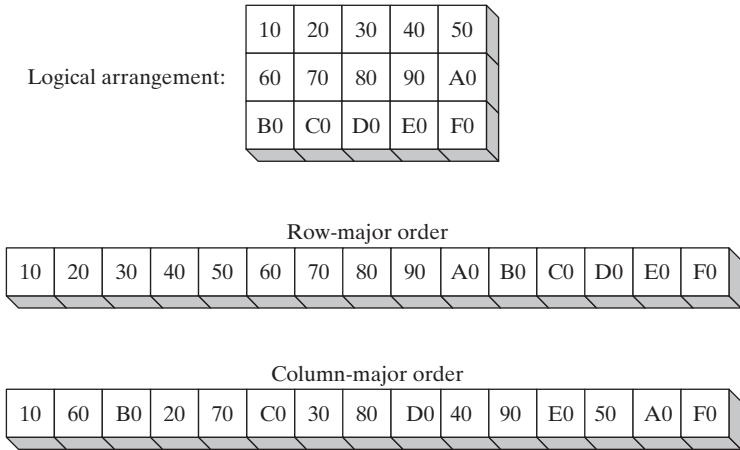 10 20 30 40 50
Logical arrangement: 60 70 80 90 A0
B0 C0 D0 E0 F0
Row-major order
10 20 30 40 50 60 70 80 90 A0 B0 C0 D0 E0 F0
Column-major order
10 60 B0 20 70 C0 30 80 D0 40 90 E0 50 A0 F0